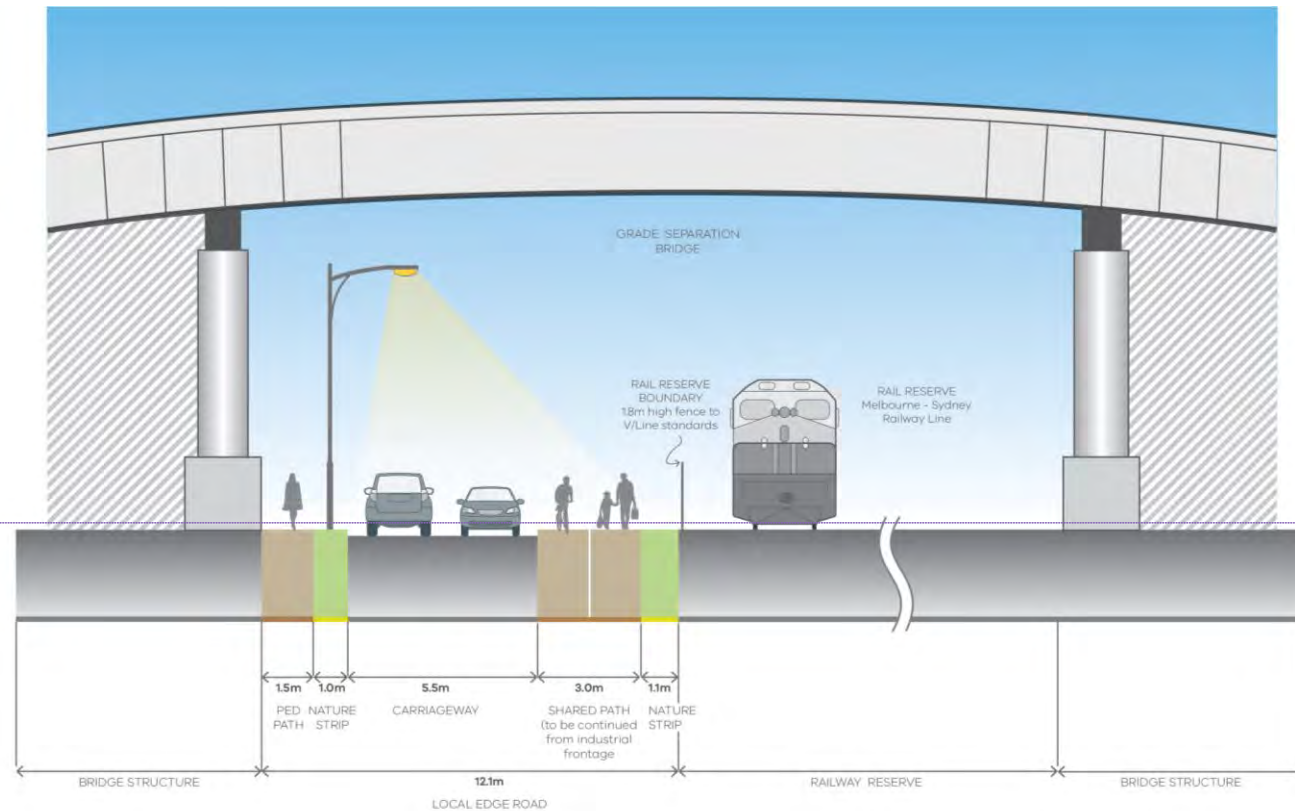 GRADE SEPARATION
BRIDGE
RAIL RESERVE
BOUNDARY
1.8m high fence to
V/Line standards
RAIL RESERVE
Melbourne - Sydney
Railway Line
1.5m
1.0m
5.5m
3.0m
1.1m
PED
PATH
NATURE
STRIP
CARRIAGEWAY
SHARED PATH
(to be continued
from industrial
frontage
NATURE
STRIP
BRIDGE STRUCTURE
12.1m
RAILWAY RESERVE
BRIDGE STRUCTURE
LOCAL EDGE ROAD